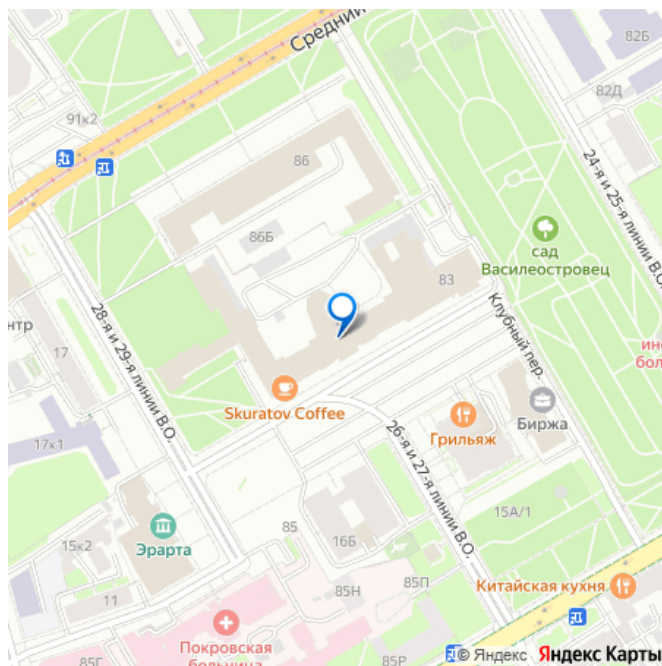 Средний
82Б
82Д
91к2
86
24-я и 25-я линии В.О.
86Б
сад
Василеостровец
83
28-я и 29-я линии В.О.
Клубный пер.
нтр
17
ин
бол
Skuratov Coffee
Грильяж
Биржа
17к1
26-я и 27-я линии В.О.
15А/1
85
16Б
15к2
Эрарта
85Н
85П
11
Китайская кухня
Покровская
больница
85Г
85Р
© Яндекс Яндекс Карты